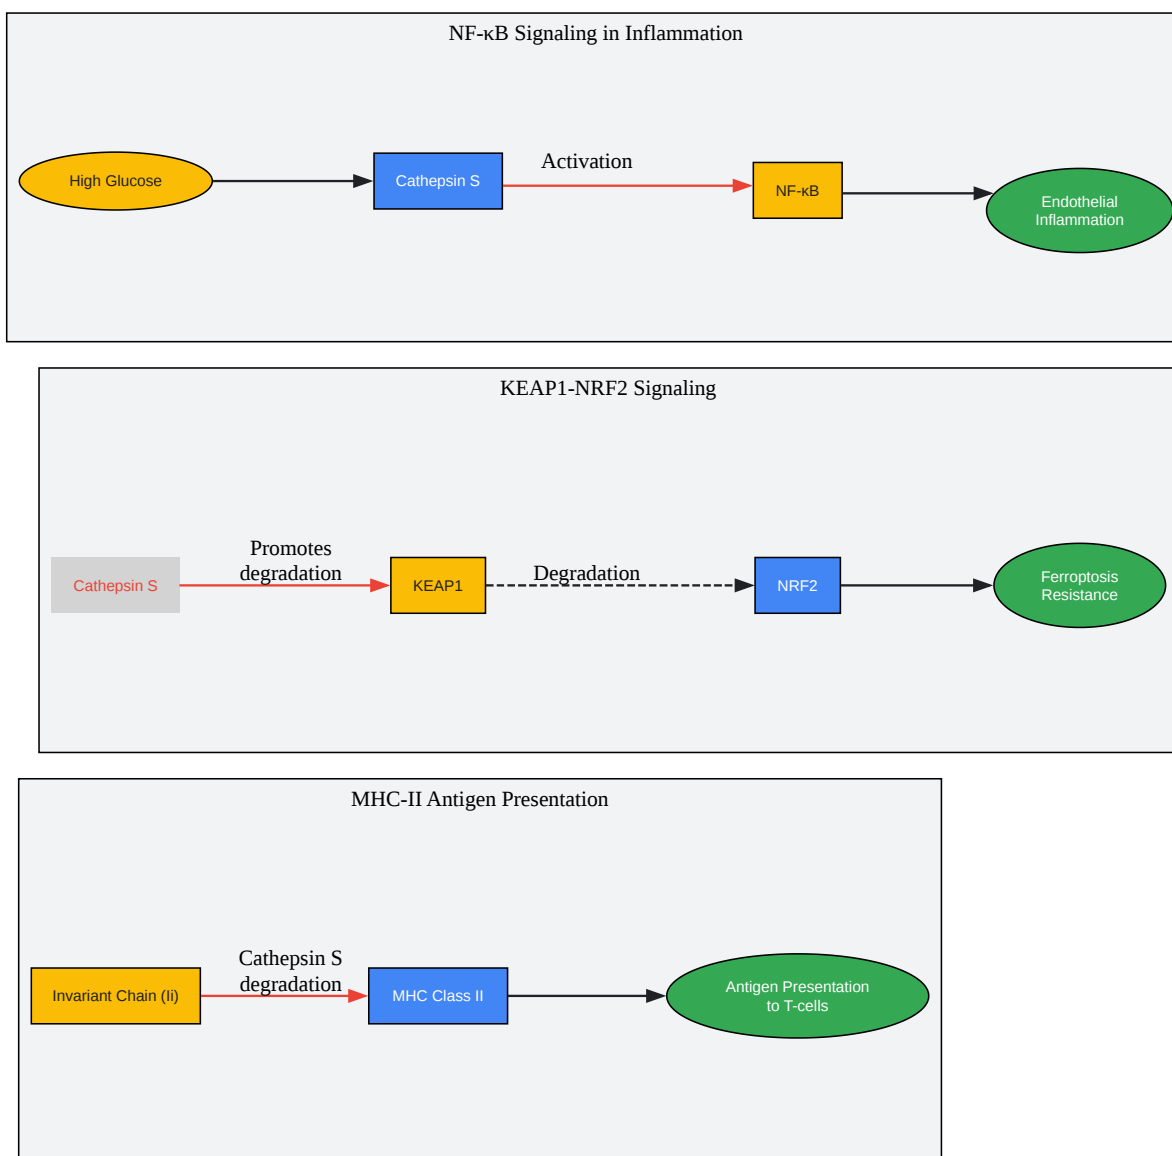 NF-κB Signaling in Inflammation
High Glucose
Cathepsin S
Activation
NF-κB
Endothelial
Inflammation
KEAP1-NRF2 Signaling
Cathepsin S
Promotes
degradation
KEAP1
Degradation
NRF2
Ferroptosis
Resistance
MHC-II Antigen Presentation
Invariant Chain (Ii)
Cathepsin S
degradation
MHC Class II
Antigen Presentation
to T-cells